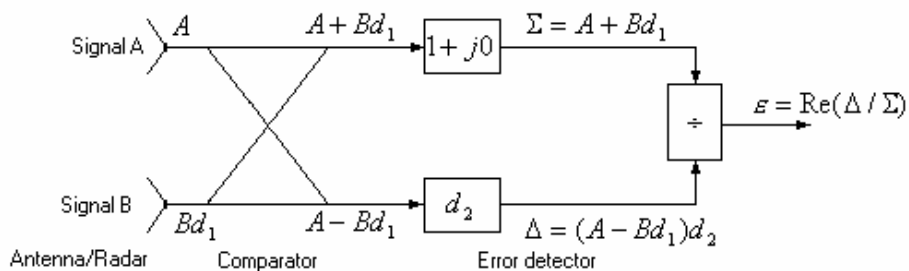 A
A + Bd₁
Σ = A + Bd₁
Signal A
1 + j0
ε = Re(Δ / Σ)
÷
Signal B
d₂
Bd₁
A − Bd₁
Δ = (A − Bd₁)d₂
Antenna/Radar
Comparator
Error detector